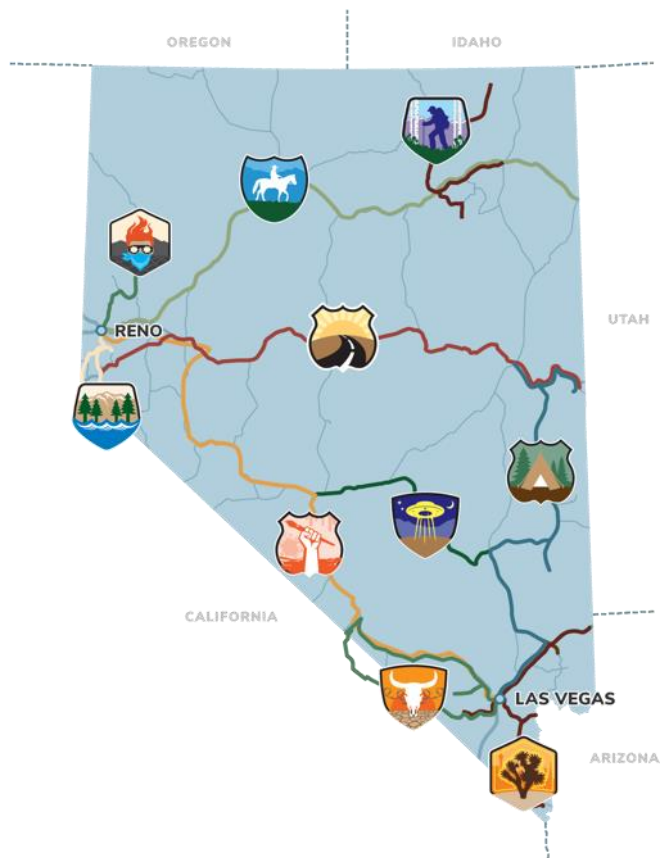 OREGON
IDAHO
RENO
UTAH
CALIFORNIA
LAS VEGAS
ARIZONA